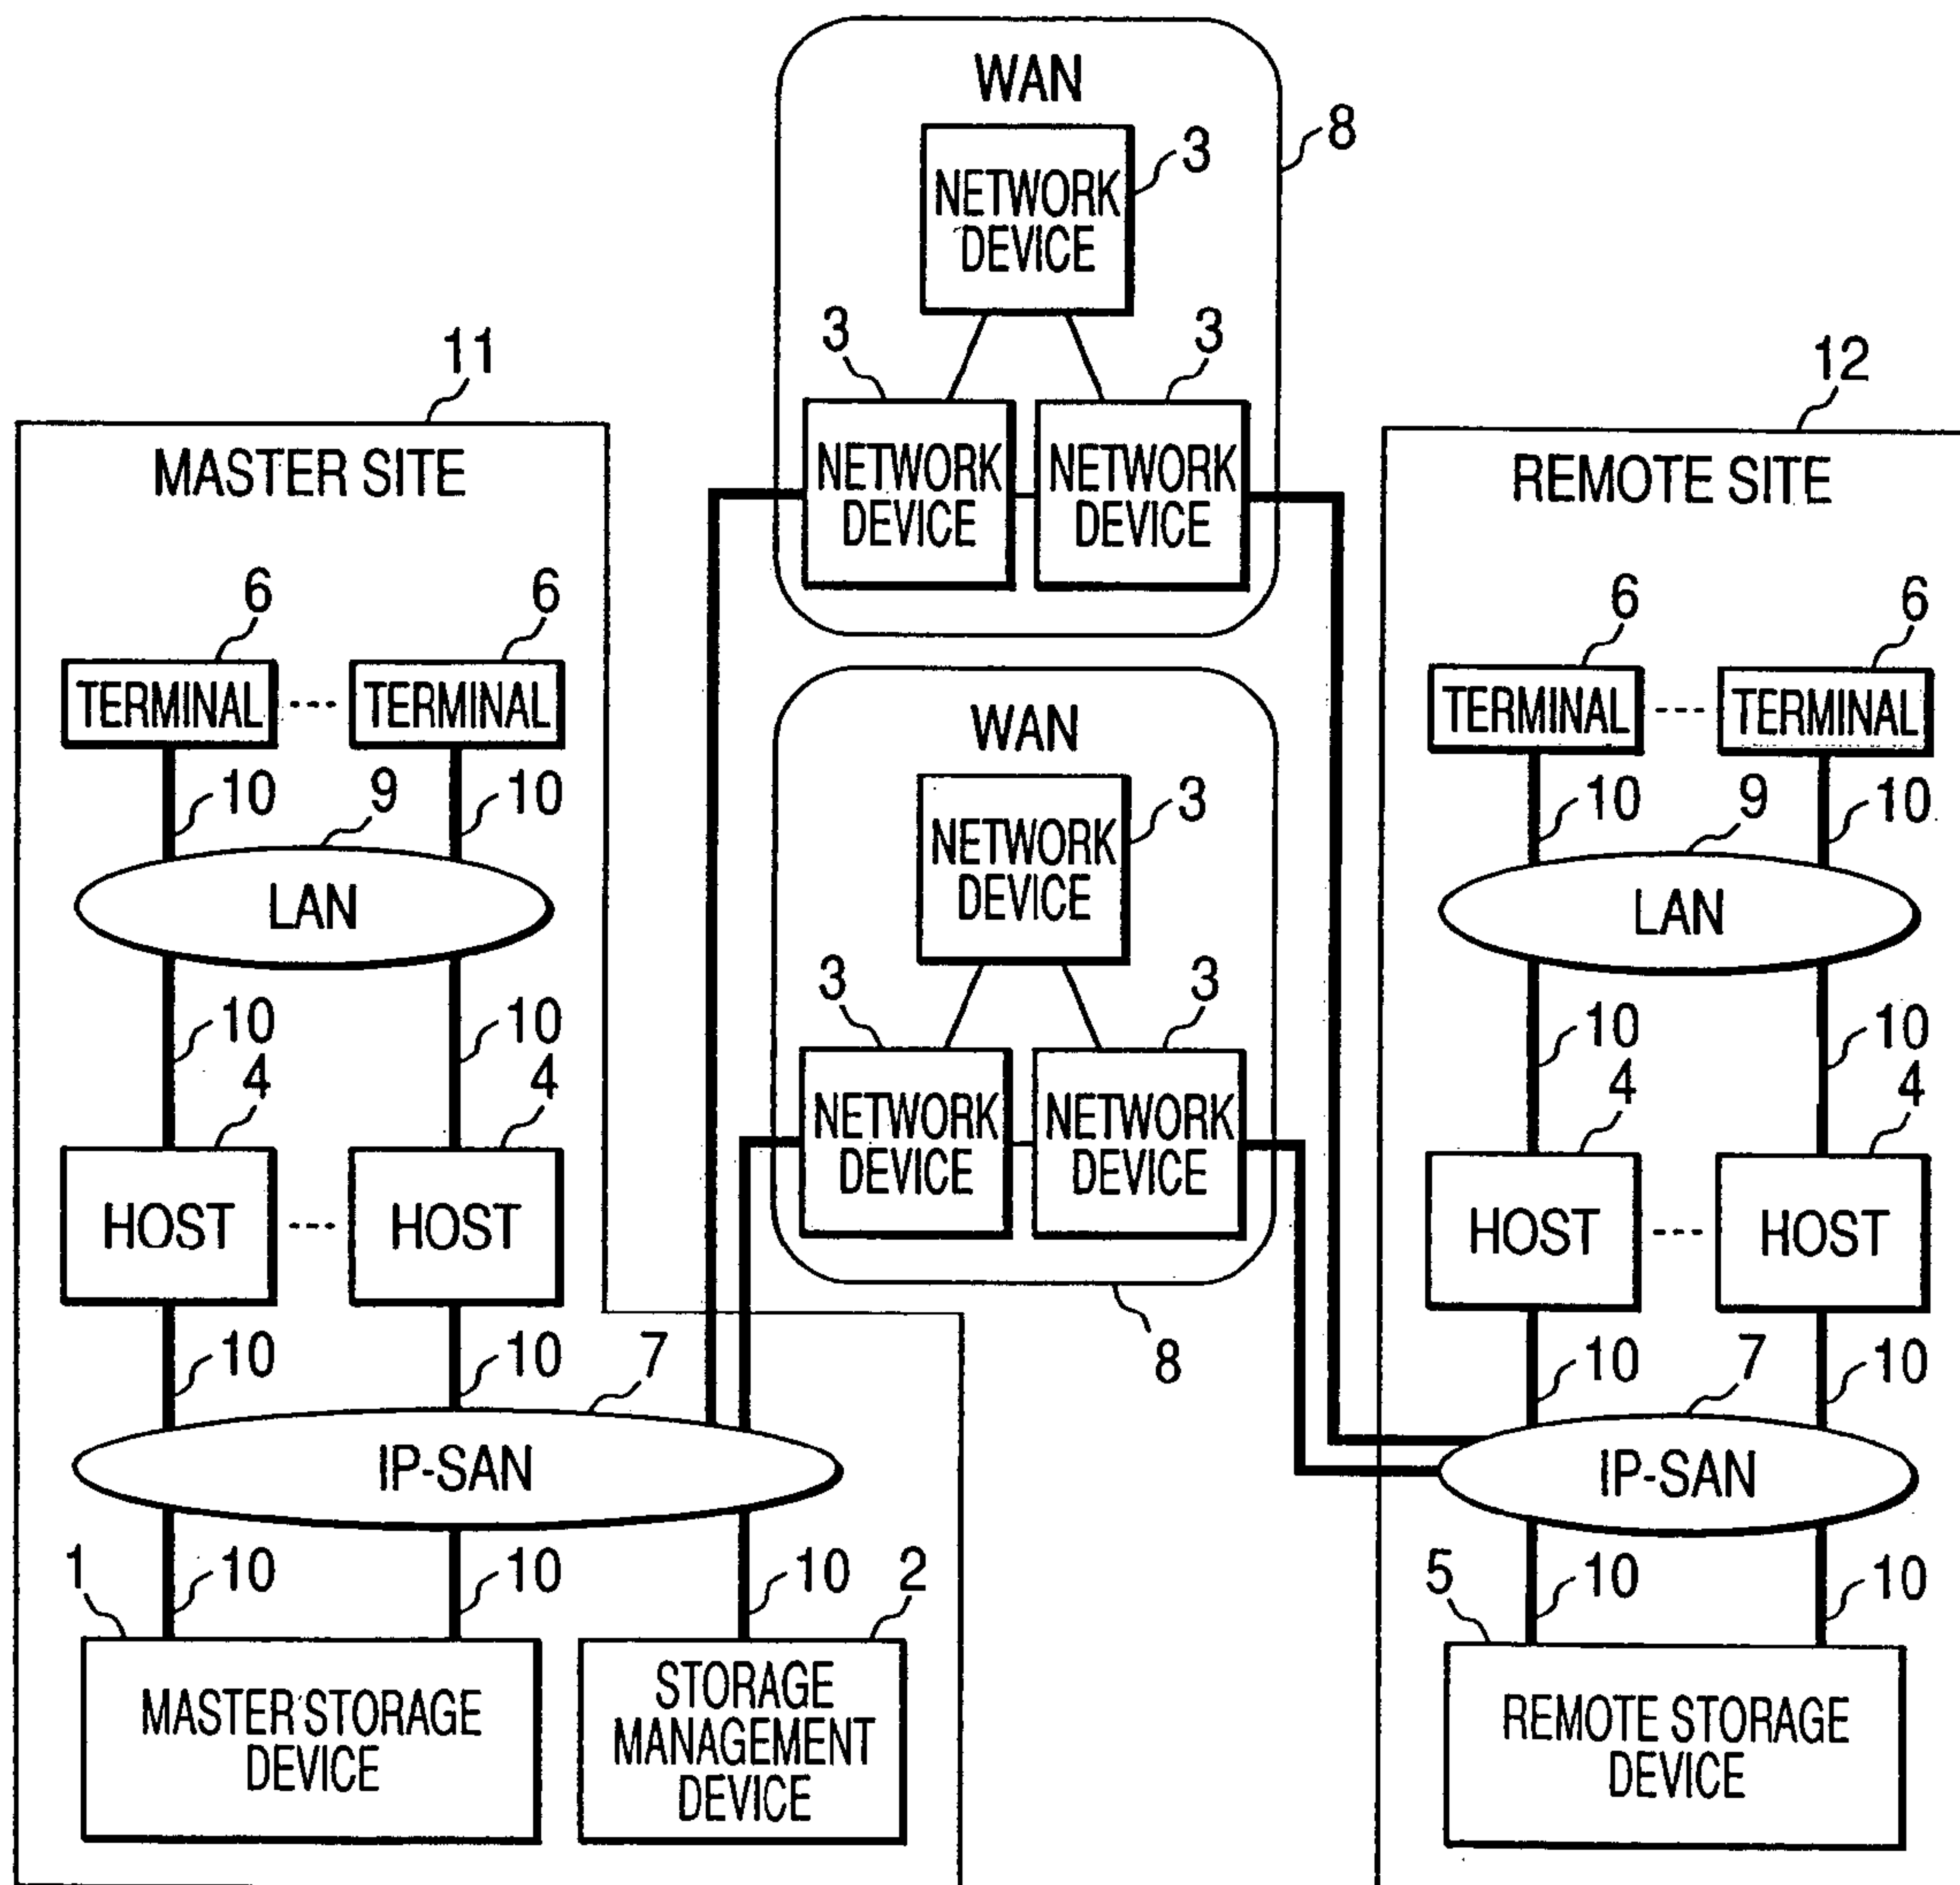 WAN
8
3
NETWORK
DEVICE
3
3
NETWORK
DEVICE
NETWORK
DEVICE
11
MASTER SITE
6
6
TERMINAL
TERMINAL
10
9
10
LAN
10
10
4
4
HOST
HOST
10
10
7
IP-SAN
1
10
10
10
2
MASTER STORAGE
DEVICE
STORAGE
MANAGEMENT
DEVICE
WAN
3
NETWORK
DEVICE
3
3
NETWORK
DEVICE
NETWORK
DEVICE
8
12
REMOTE SITE
6
6
TERMINAL
TERMINAL
10
9
10
LAN
10
10
4
4
HOST
HOST
10
7
10
IP-SAN
5
10
10
REMOTE STORAGE
DEVICE